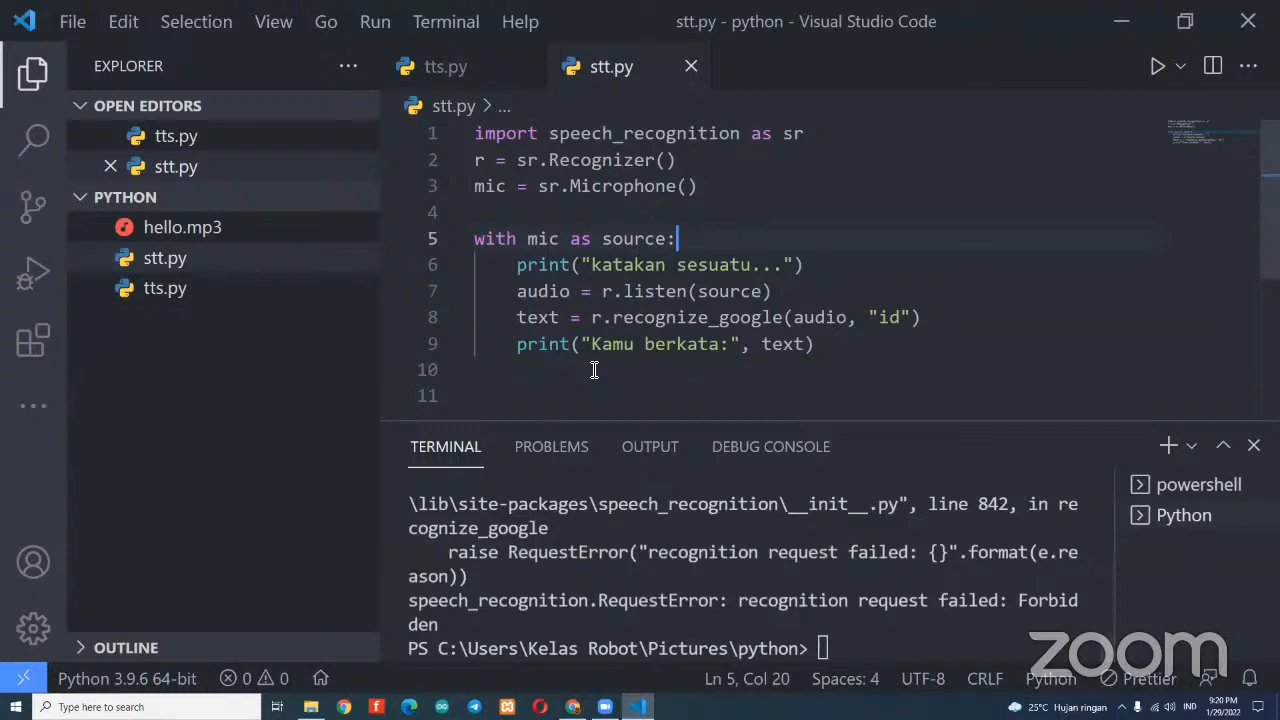 File Edit Selection View Go Run Terminal Help stt.py - python - Visual Studio Code
EXPLORER
OPEN EDITORS
tts.py
stt.py
PYTHON
hello.mp3
stt.py
tts.py
OUTLINE
tts.py stt.py
stt.py > ...
1 import speech_recognition as sr
2 r = sr.Recognizer()
3 mic = sr.Microphone()
4
5 with mic as source:
6 print("katakan sesuatu...")
7 audio = r.listen(source)
8 text = r.recognize_google(audio, "id")
9 print("Kamu berkata:", text)
10
11
TERMINAL PROBLEMS OUTPUT DEBUG CONSOLE
\lib\site-packages\speech_recognition\__init__.py", line 842, in re
cognize_google
raise RequestError("recognition request failed: {}".format(e.re
ason))
speech_recognition.RequestError: recognition request failed: Forbid
den
PS C:\Users\Kelas Robot\Pictures\python>
powershell
Python
zoom
Python 3.9.6 64-bit 0 0 Ln 5, Col 20 Spaces: 4 UTF-8 CRLF Python Prettier
Type here to search 25°C Hujan ringan IND 9:20 PM
1/29/2022